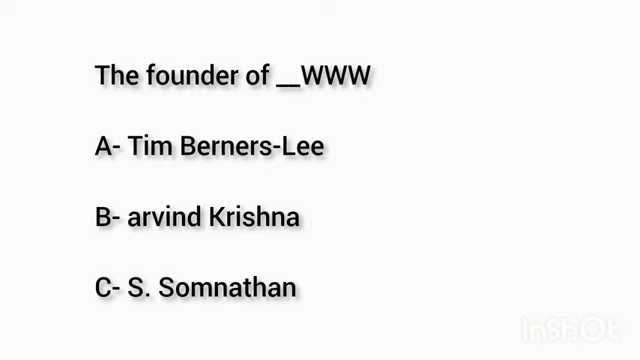 The founder of __WWW
A- Tim Berners-Lee
B- arvind Krishna
C- S. Somnathan
InShOt